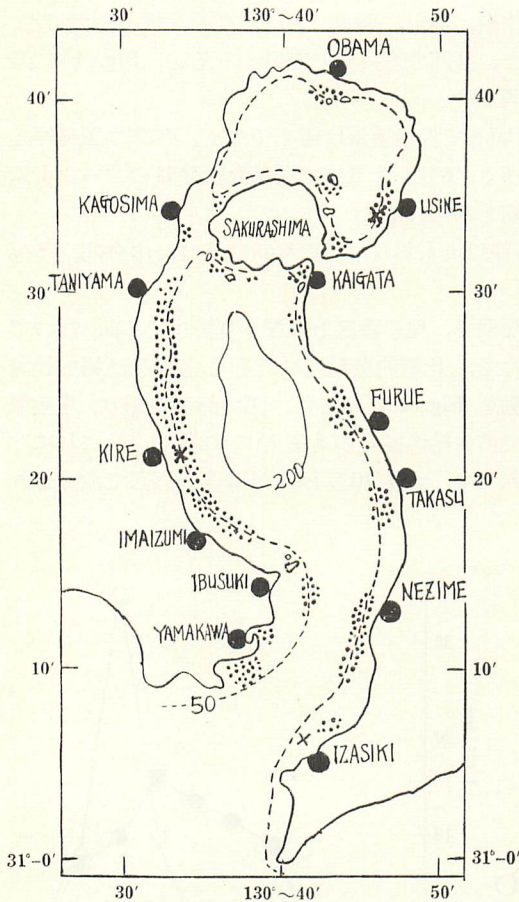 30′ 130°～40′ 50′
OBAMA
40′ 40′
KAGOSIMA USINE
SAKURASHIMA
TANIYAMA KAIGATA
30′ 30′
FURUE
KIRE
200
20′ TAKASU 20′
IMAIZUMI
IBUSUKI NEZIME
YAMAKAWA
10′ 10′
50
IZASIKI
31°-0′ 31°-0′
30′ 130°～40′ 50′